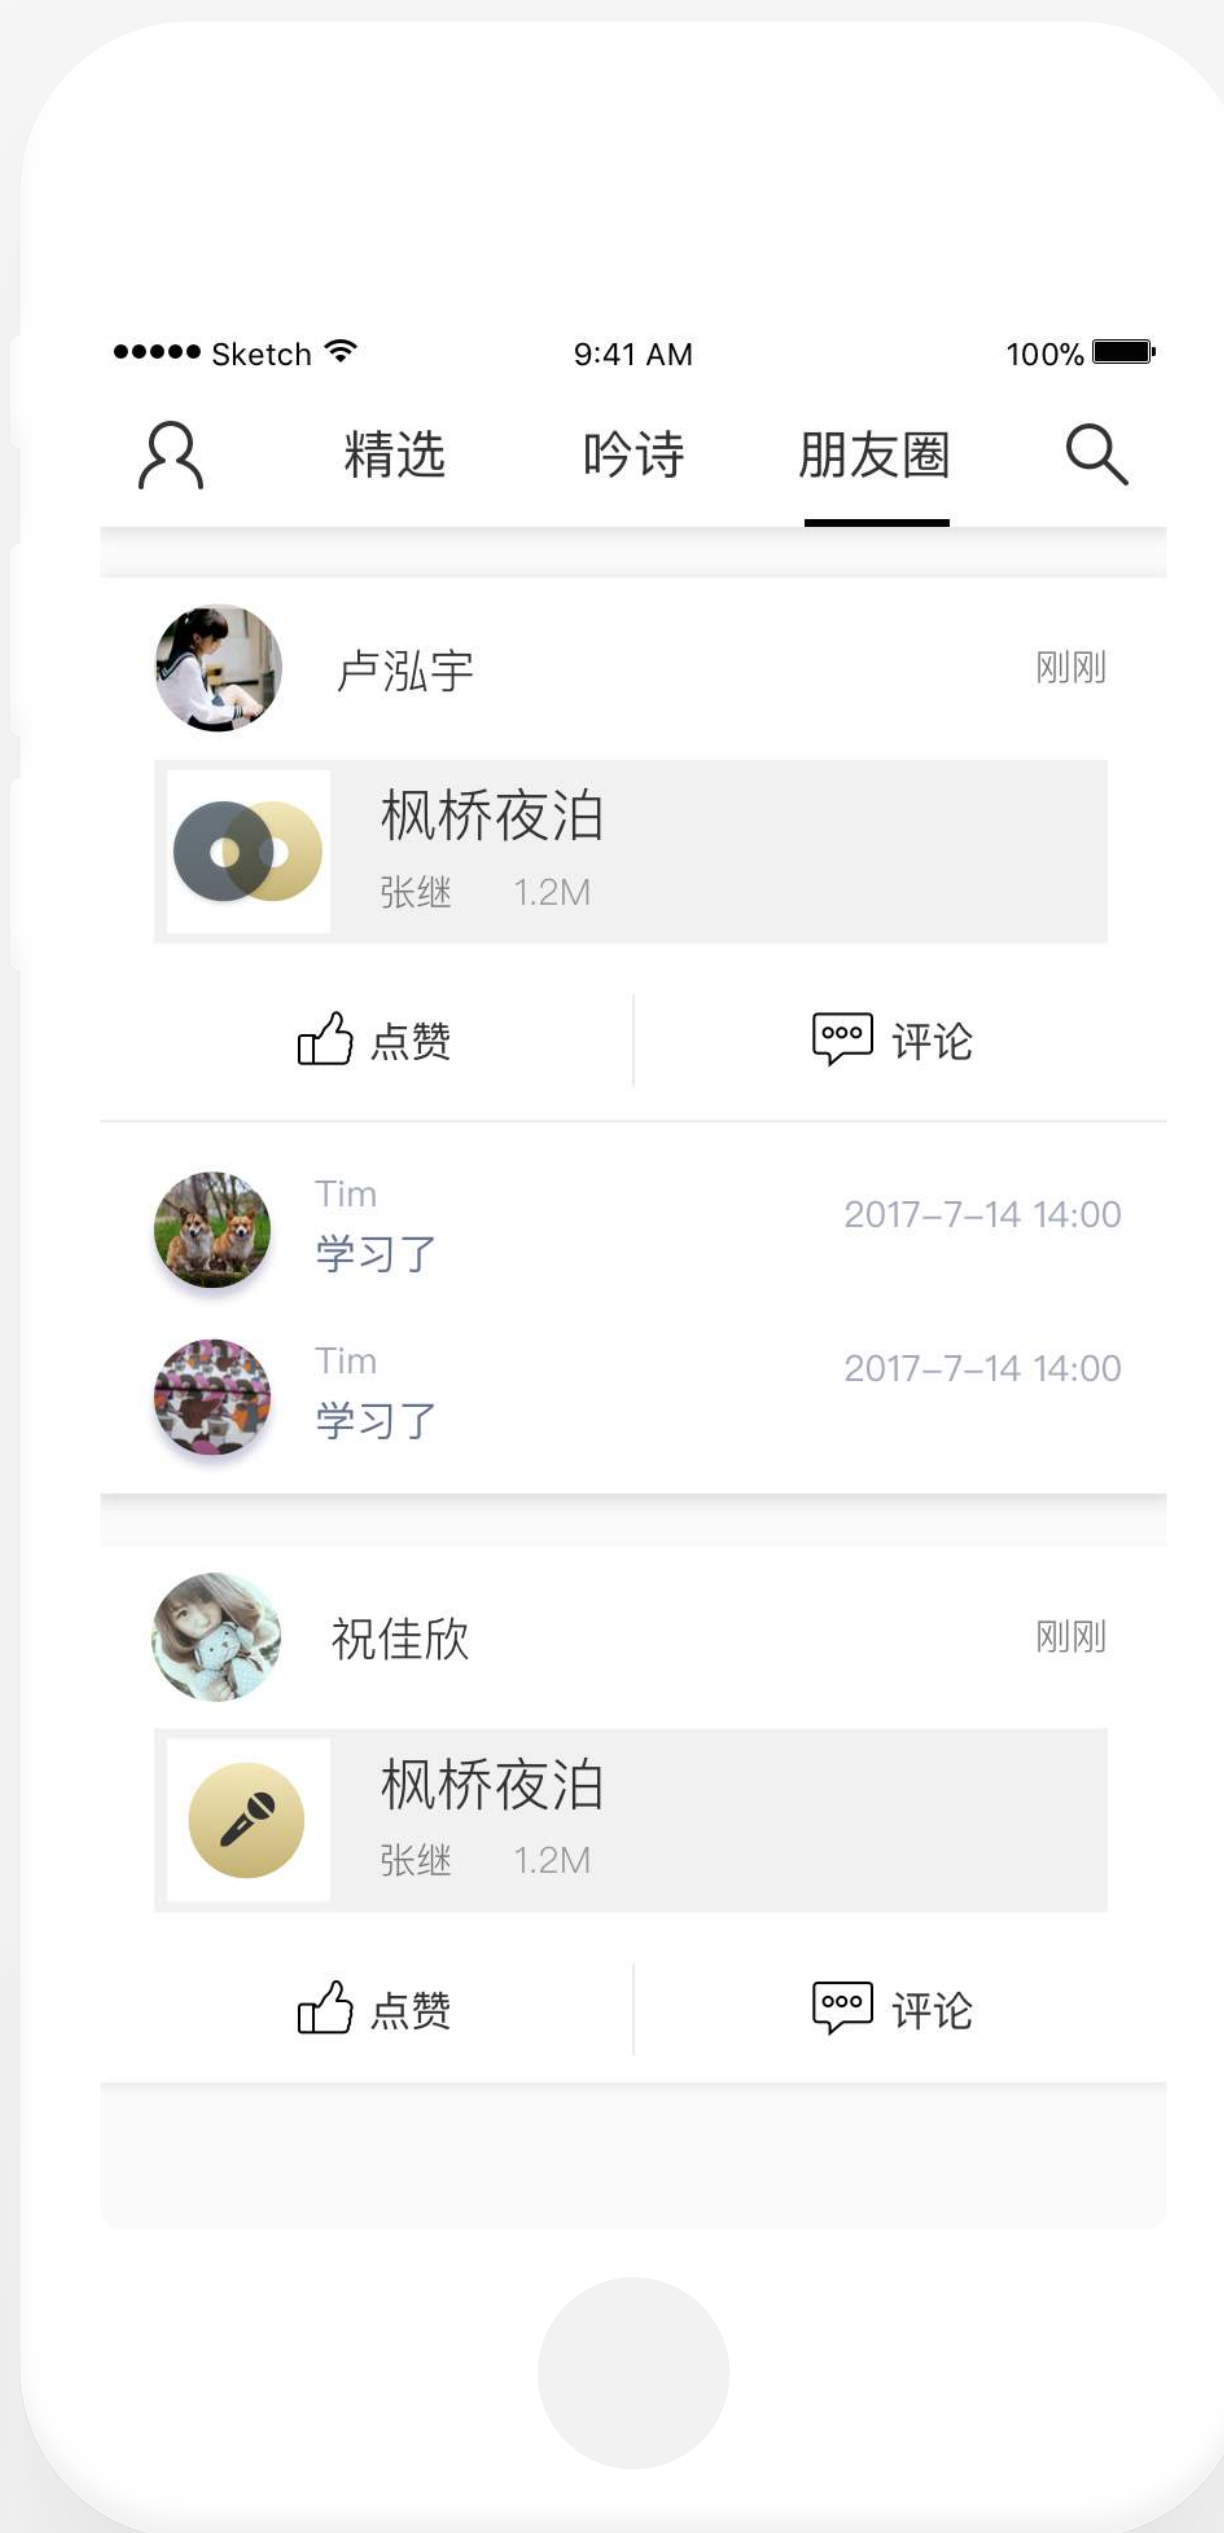 Sketch 9:41 AM 100%
精选 吟诗 朋友圈
卢泓宇 刚刚
枫桥夜泊
张继 1.2M
点赞 评论
Tim
2017-7-14 14:00
学习了
Tim
2017-7-14 14:00
学习了
祝佳欣 刚刚
枫桥夜泊
张继 1.2M
点赞 评论